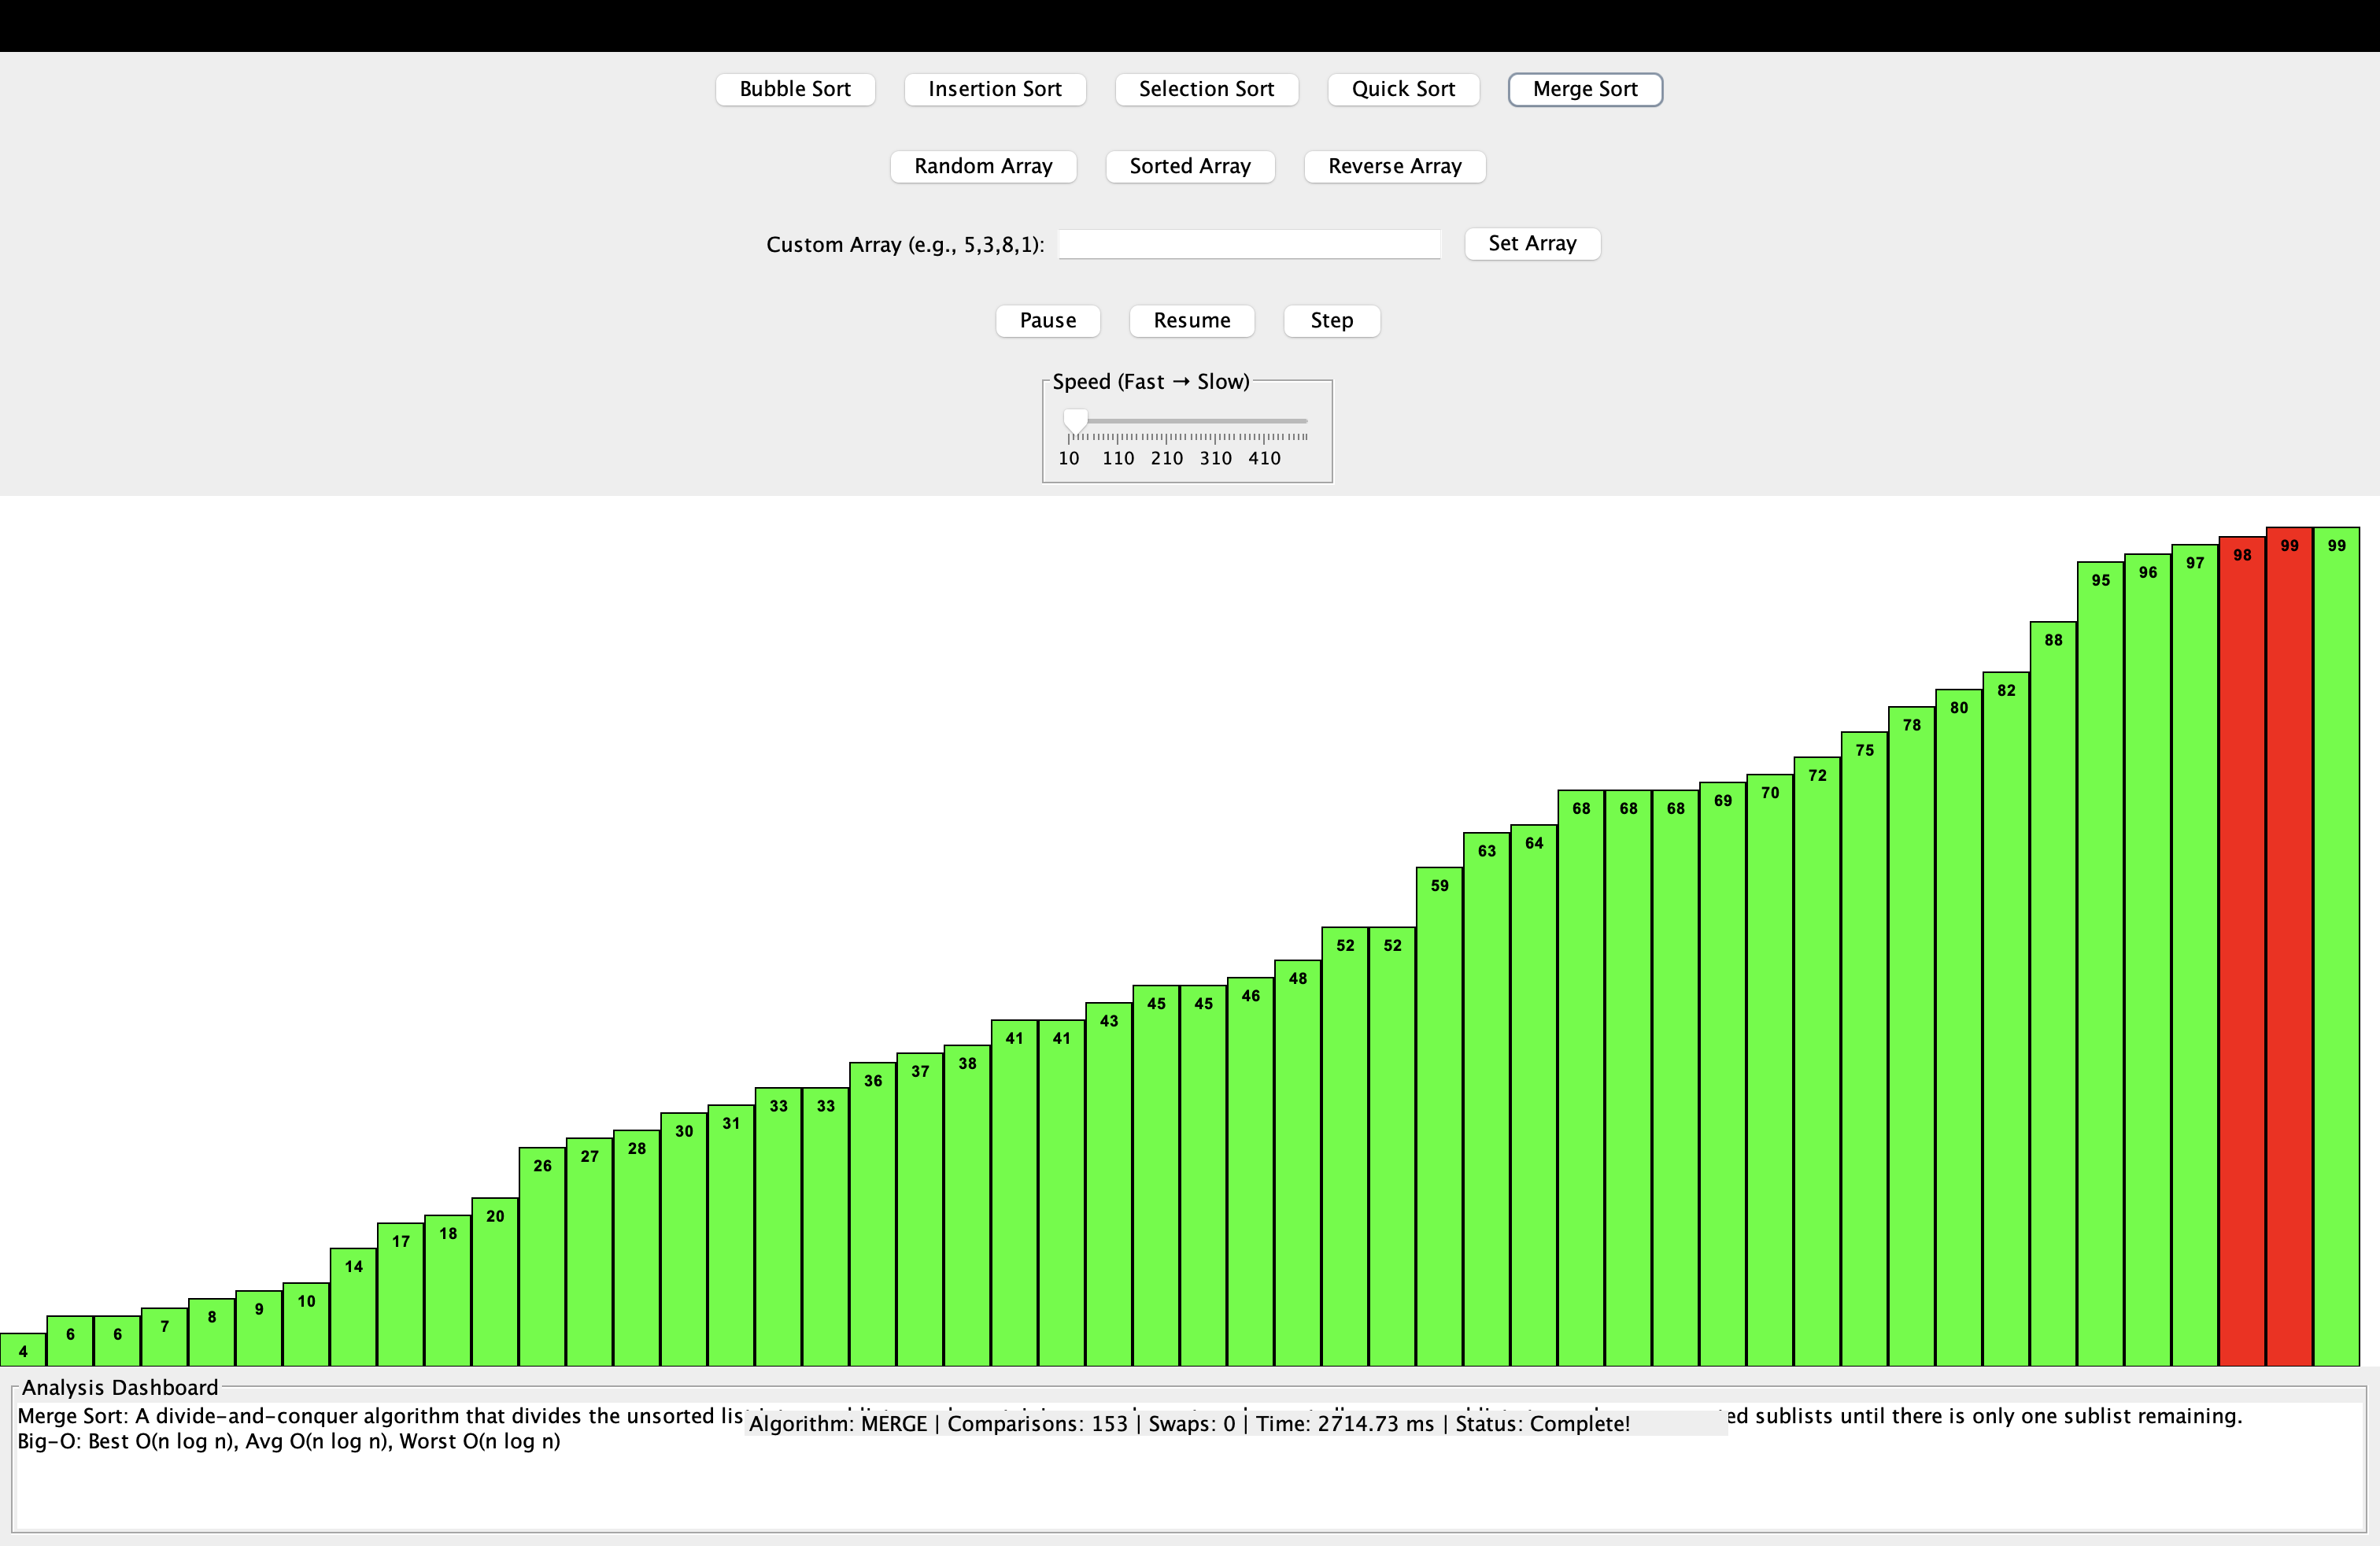 Bubble Sort Insertion Sort Selection Sort Quick Sort Merge Sort
Random Array Sorted Array Reverse Array
Custom Array (e.g., 5,3,8,1): Set Array
Pause Resume Step
Speed (Fast → Slow)
10 110 210 310 410
4 6 6 7 8 9 10 14 17 18 20 26 27 28 30 31 33 33 36 37 38 41 41 43 45 45 46 48 52 52 59 63 64 68 68 68 69 70 72 75 78 80 82 88 95 96 97 98 99 99
Analysis Dashboard
Merge Sort: A divide-and-conquer algorithm that divides the unsorted sublists until there is only one sublist remaining.
Algorithm: MERGE | Comparisons: 153 | Swaps: 0 | Time: 2714.73 ms | Status: Complete!
Big-O: Best O(n log n), Avg O(n log n), Worst O(n log n)